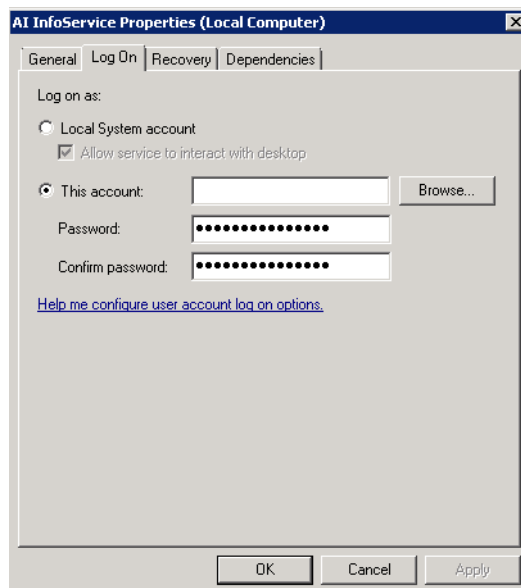 AI InfoService Properties (Local Computer)
General Log On Recovery Dependencies
Log on as:
Local System account
Allow service to interact with desktop
This account: Browse...
Password: •••••••••••••••
Confirm password: •••••••••••••••
Help me configure user account log on options.
OK Cancel Apply